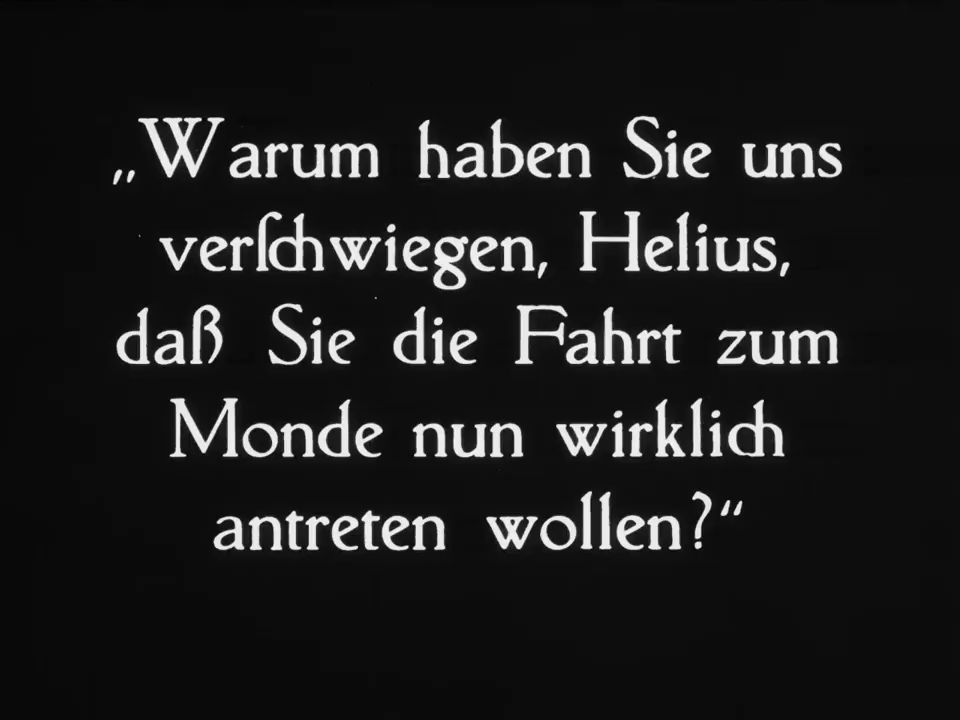 „Warum haben Sie uns
verſchwiegen, Helius,
daß Sie die Fahrt zum
Monde nun wirklich
antreten wollen?“